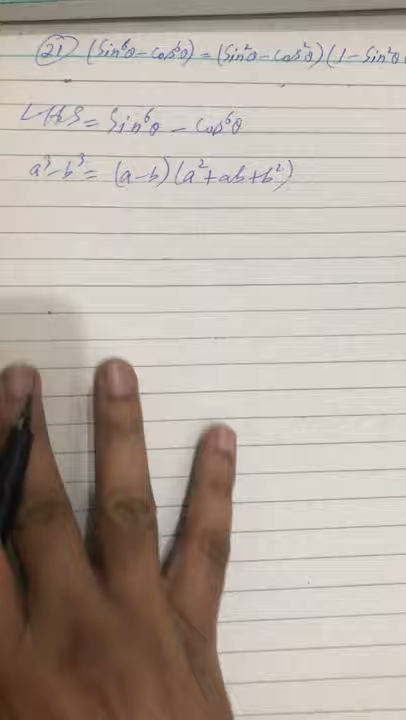 21 (Sin⁶θ - Cos⁶θ) = (Sin²θ - Cos²θ) (1 - Sin²θ
LHS = Sin⁶θ - Cos⁶θ
a³-b³ = (a-b) (a²+ab+b²)